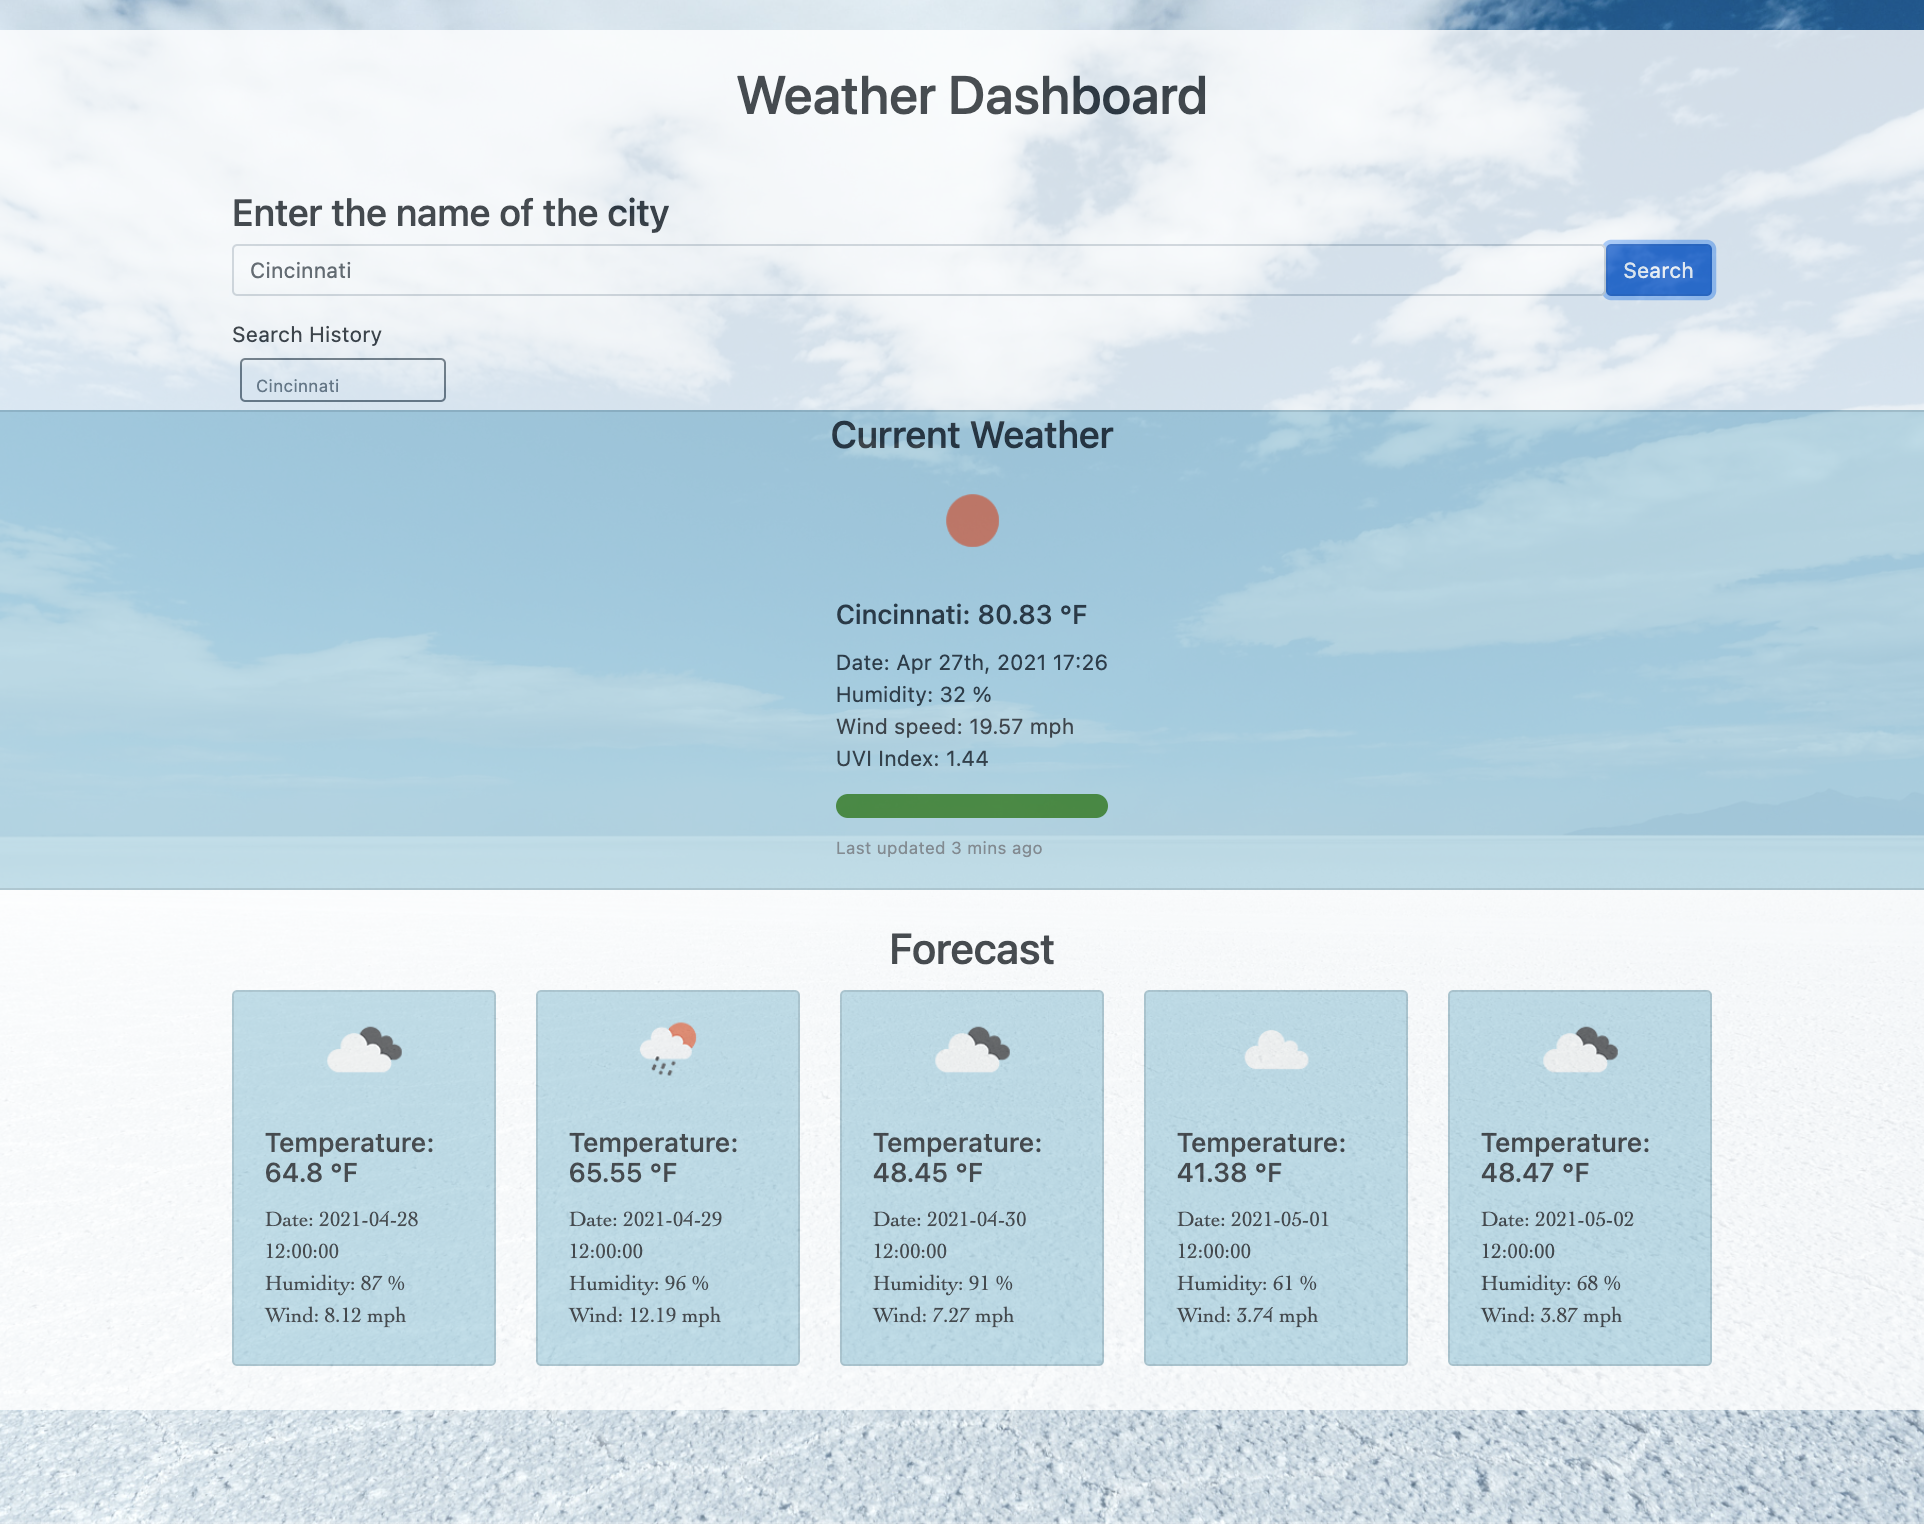 Weather Dashboard
Enter the name of the city
Cincinnati
Search
Search History
Cincinnati
Current Weather
Cincinnati: 80.83 °F
Date: Apr 27th, 2021 17:26
Humidity: 32 %
Wind speed: 19.57 mph
UVI Index: 1.44
Last updated 3 mins ago
Forecast
Temperature:
64.8 °F
Date: 2021-04-28
12:00:00
Humidity: 87 %
Wind: 8.12 mph
Temperature:
65.55 °F
Date: 2021-04-29
12:00:00
Humidity: 96 %
Wind: 12.19 mph
Temperature:
48.45 °F
Date: 2021-04-30
12:00:00
Humidity: 91 %
Wind: 7.27 mph
Temperature:
41.38 °F
Date: 2021-05-01
12:00:00
Humidity: 61 %
Wind: 3.74 mph
Temperature:
48.47 °F
Date: 2021-05-02
12:00:00
Humidity: 68 %
Wind: 3.87 mph